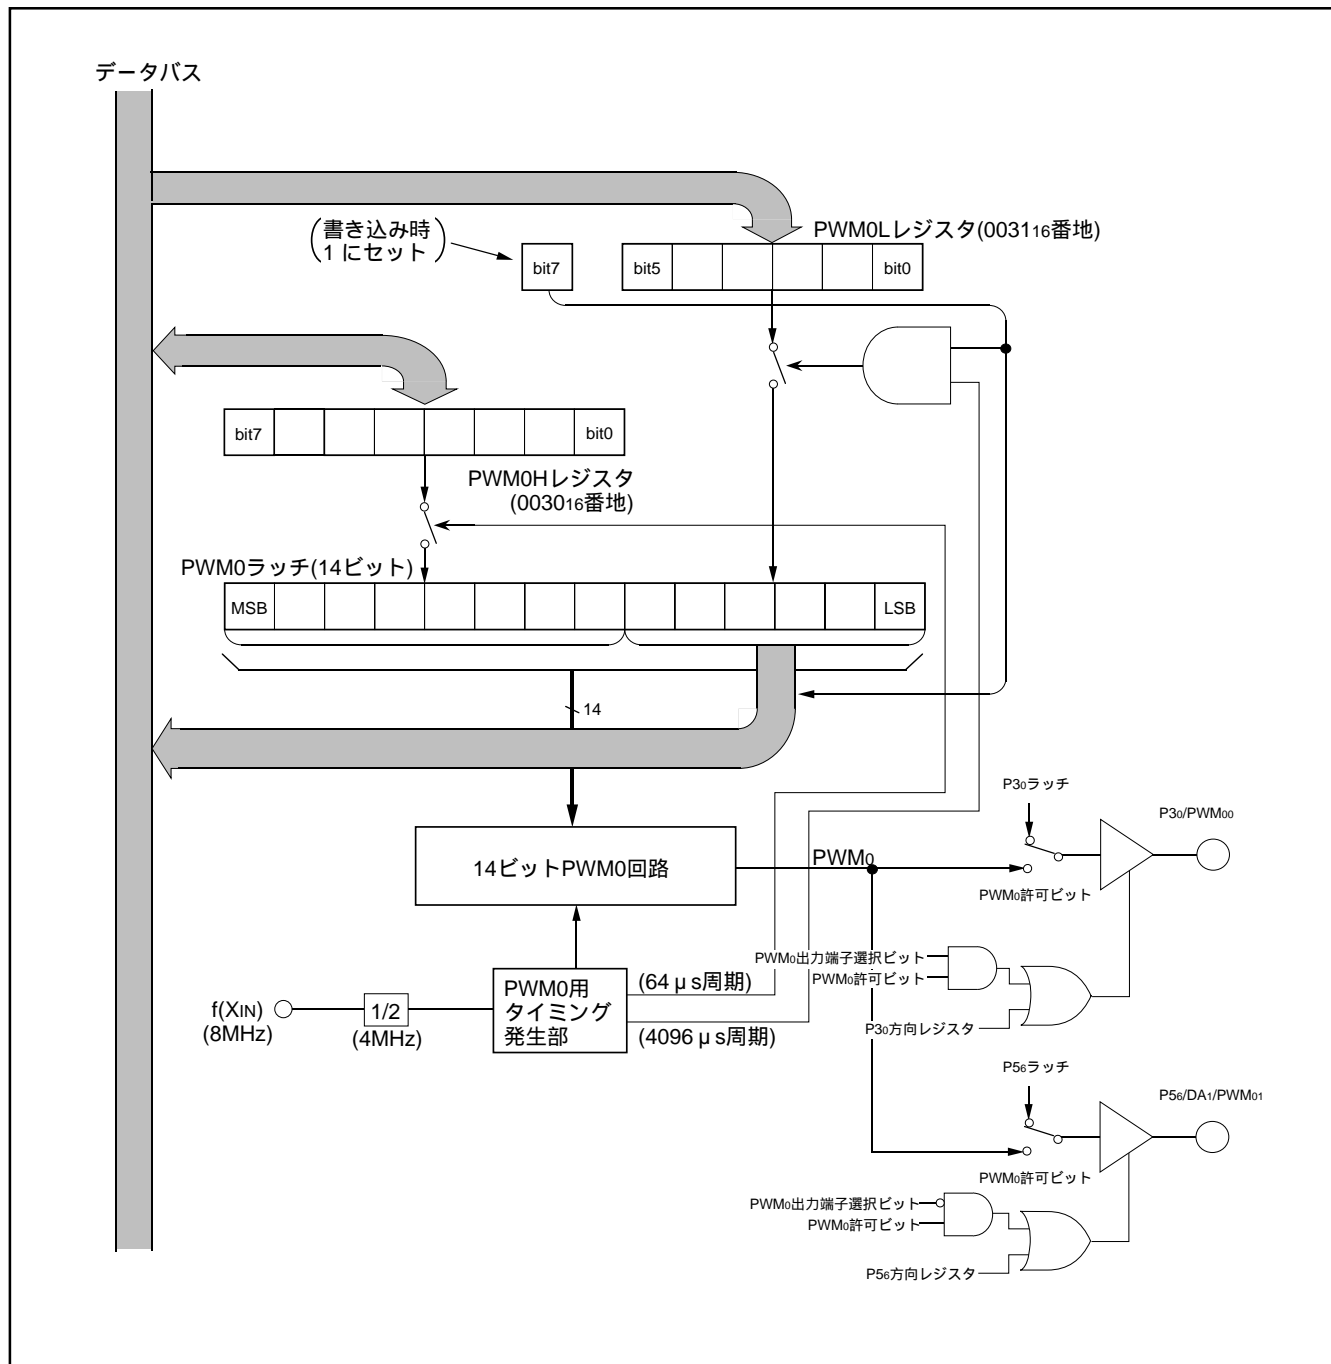 データバス
書き込み時
1 にセット
PWM0Lレジスタ(003116番地)
bit7
bit5
bit0
bit7
bit0
PWM0Hレジスタ
(003016番地)
PWM0ラッチ(14ビット)
MSB
LSB
14
14ビットPWM0回路
PWM0
P30ラッチ
P30/PWM00
PWM0許可ビット
PWM0出力端子選択ビット
PWM0許可ビット
P30方向レジスタ
f(XIN)
(8MHz)
1/2
(4MHz)
PWM0用
タイミング
発生部
(64μs周期)
(4096μs周期)
P56ラッチ
P56/DA1/PWM01
PWM0許可ビット
PWM0出力端子選択ビット
PWM0許可ビット
P56方向レジスタ